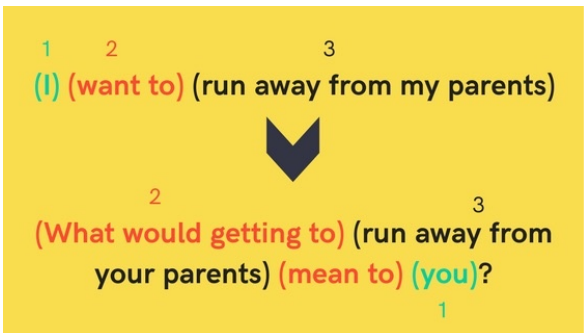 1 2 3
(I) (want to) (run away from my parents)
2 3
(What would getting to) (run away from
your parents) (mean to) (you)?
1